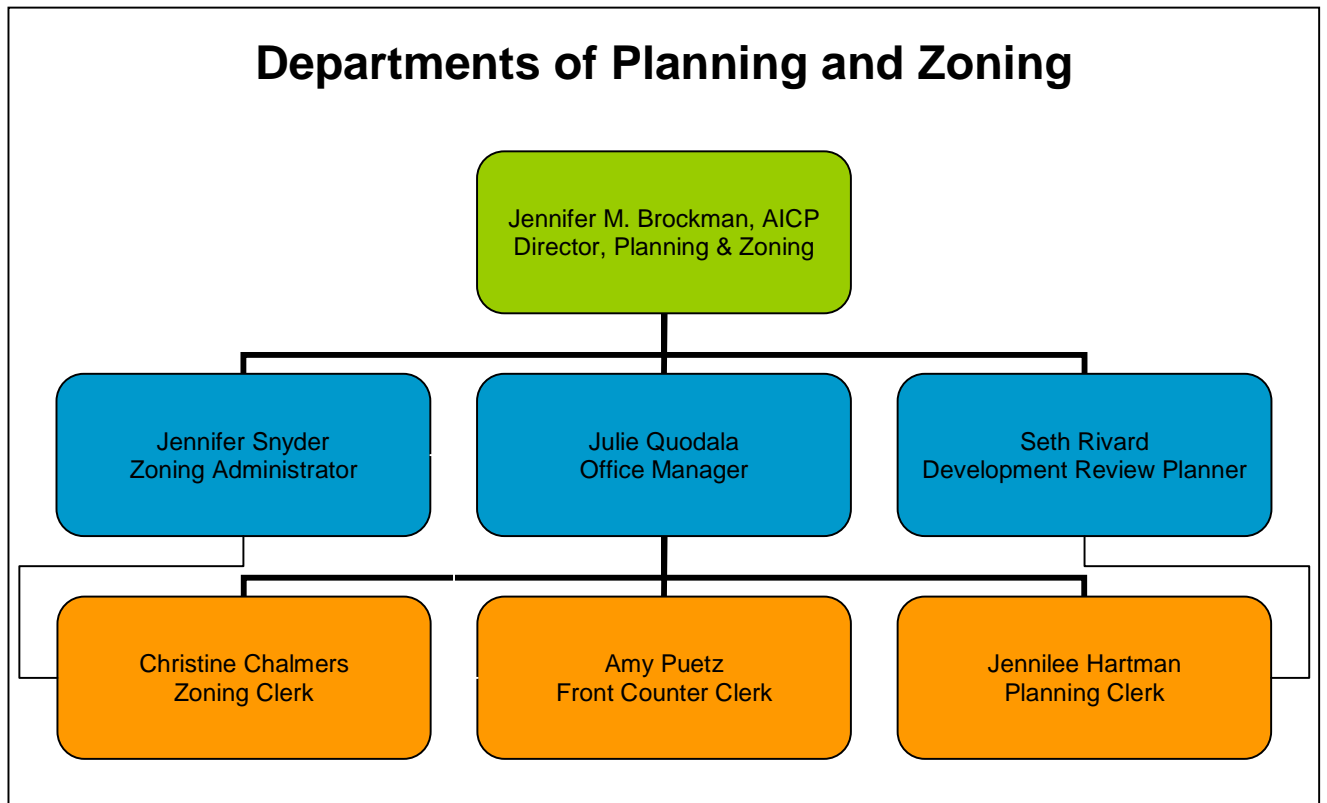 Departments of Planning and Zoning
Jennifer M. Brockman, AICP
Director, Planning & Zoning
Jennifer Snyder
Zoning Administrator
Julie Quodala
Office Manager
Seth Rivard
Development Review Planner
Christine Chalmers
Zoning Clerk
Amy Puetz
Front Counter Clerk
Jennilee Hartman
Planning Clerk